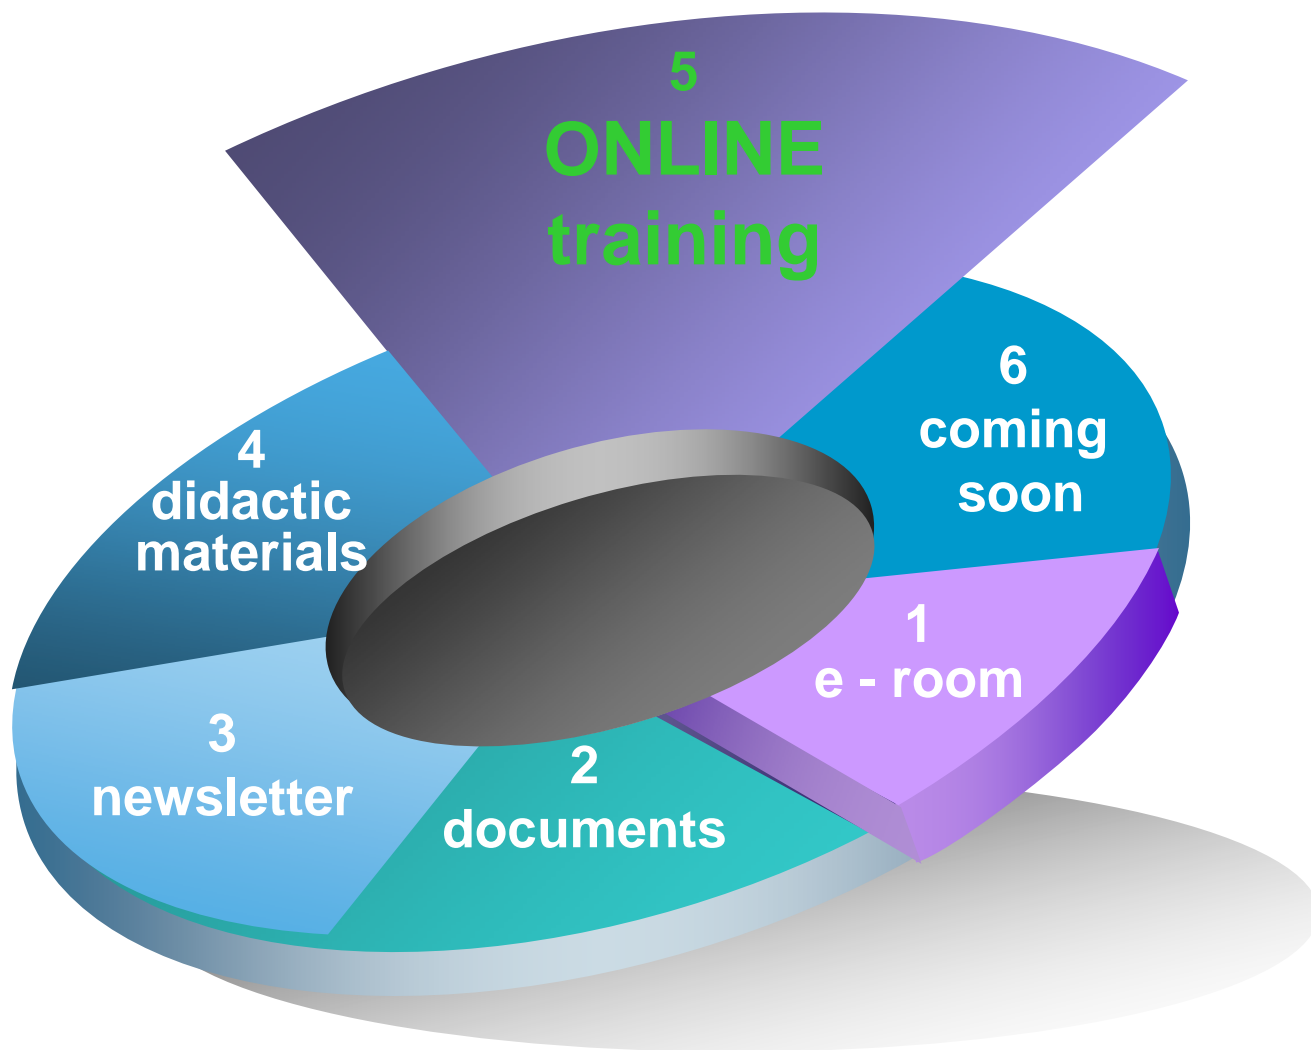 5
ONLINE
training
6
coming
soon
4
didactic
materials
1
e - room
3
newsletter
2
documents